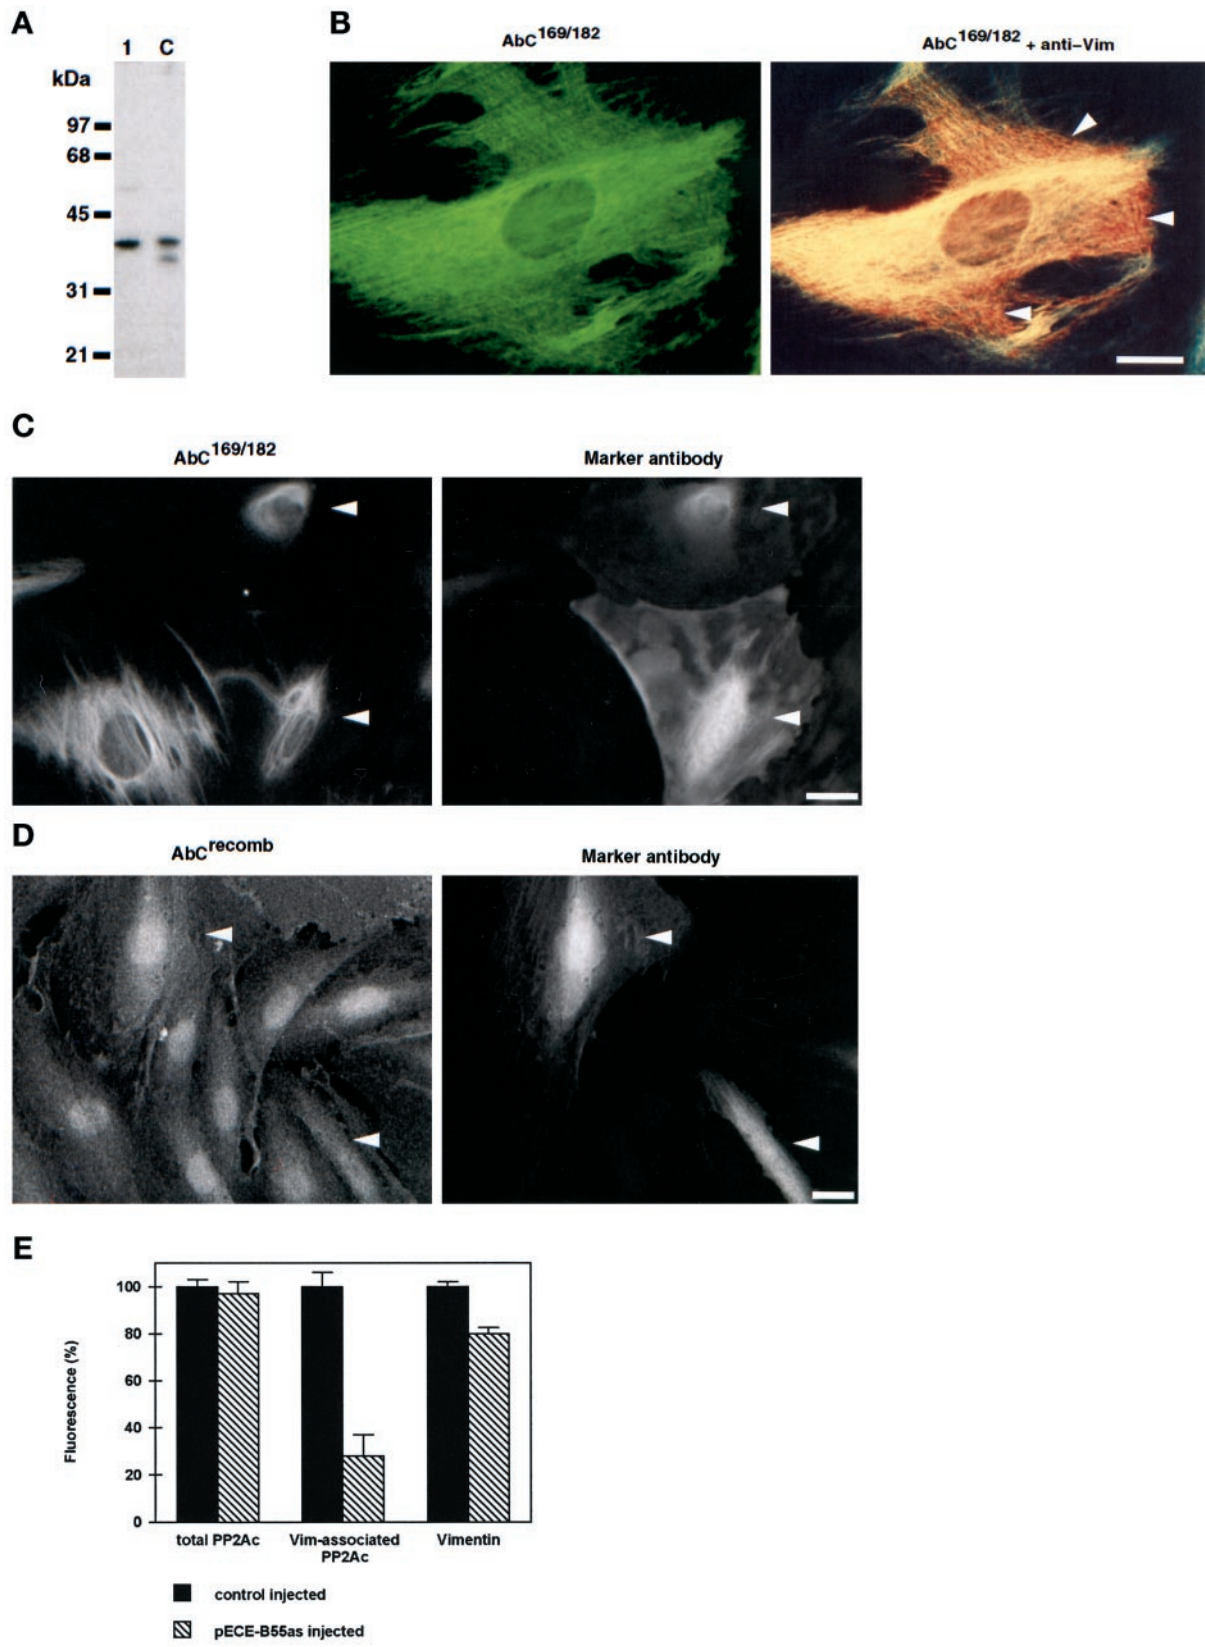 A
1 C
kDa
97
68
45
31
21
B
AbC169/182
AbC169/182 + anti-Vim
C
AbC169/182
Marker antibody
D
AbCrecomb
Marker antibody
E
Fluorescence (%)
100
80
60
40
20
0
total PP2Ac
Vim-associated
PP2Ac
Vimentin
control injected
pECE-B55as injected